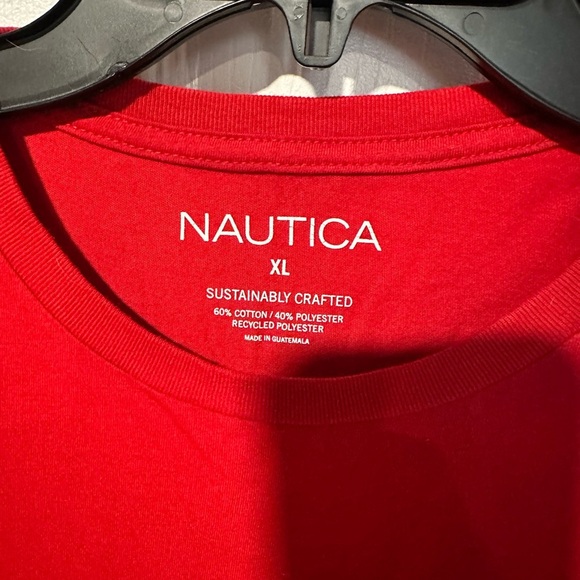 NAUTICA
XL
SUSTAINABLY CRAFTED
60% COTTON / 40% POLYESTER
RECYCLED POLYESTER
MADE IN GUATEMALA